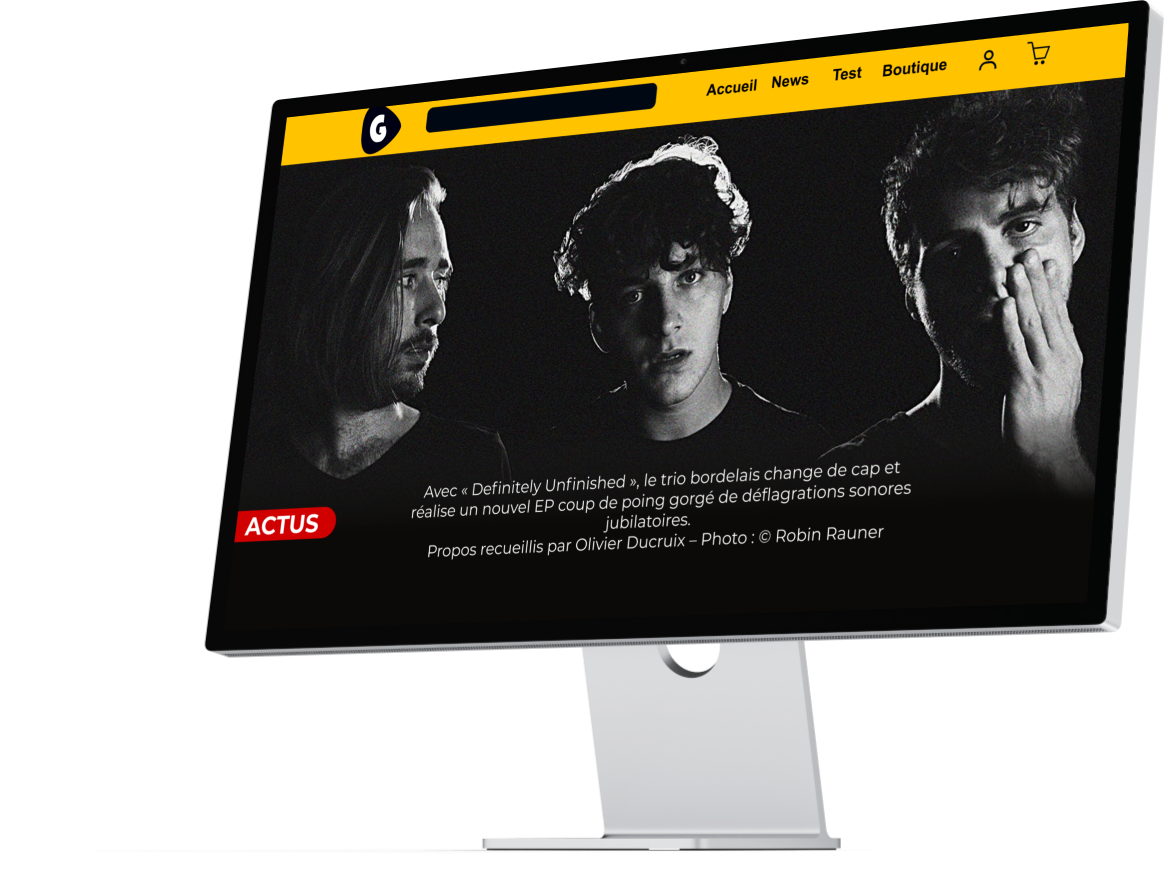 G
Accueil News Test Boutique
Avec « Definitely Unfinished », le trio bordelais change de cap et
réalise un nouvel EP coup de poing gorgé de déflagrations sonores
jubilatoires.
Propos recueillis par Olivier Ducruix – Photo : © Robin Rauner
ACTUS